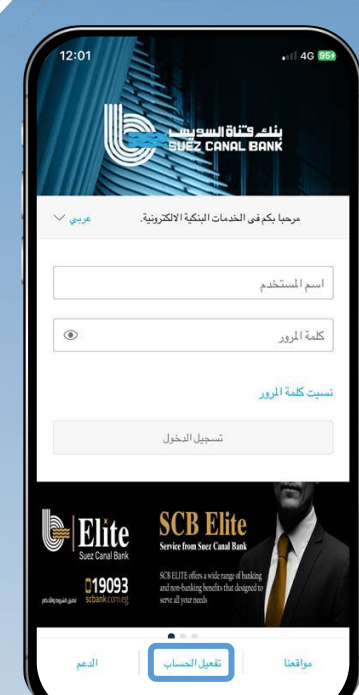 12:01
4G 95+
بنك قناة السويس
SUEZ CANAL BANK
مرحبا بكم فى الخدمات البنكية الالكترونية.
عربي
اسم المستخدم
كلمة المرور
نسيت كلمة المرور
تسجيل الدخول
Elite
Suez Canal Bank
19093
scbank.com.eg
SCB Elite
Service from Suez Canal Bank
SCB ELITE offers a wide range of banking
and non-banking benefits that designed to
serve all your needs
مواقعنا
تفعيل الحساب
الدعم